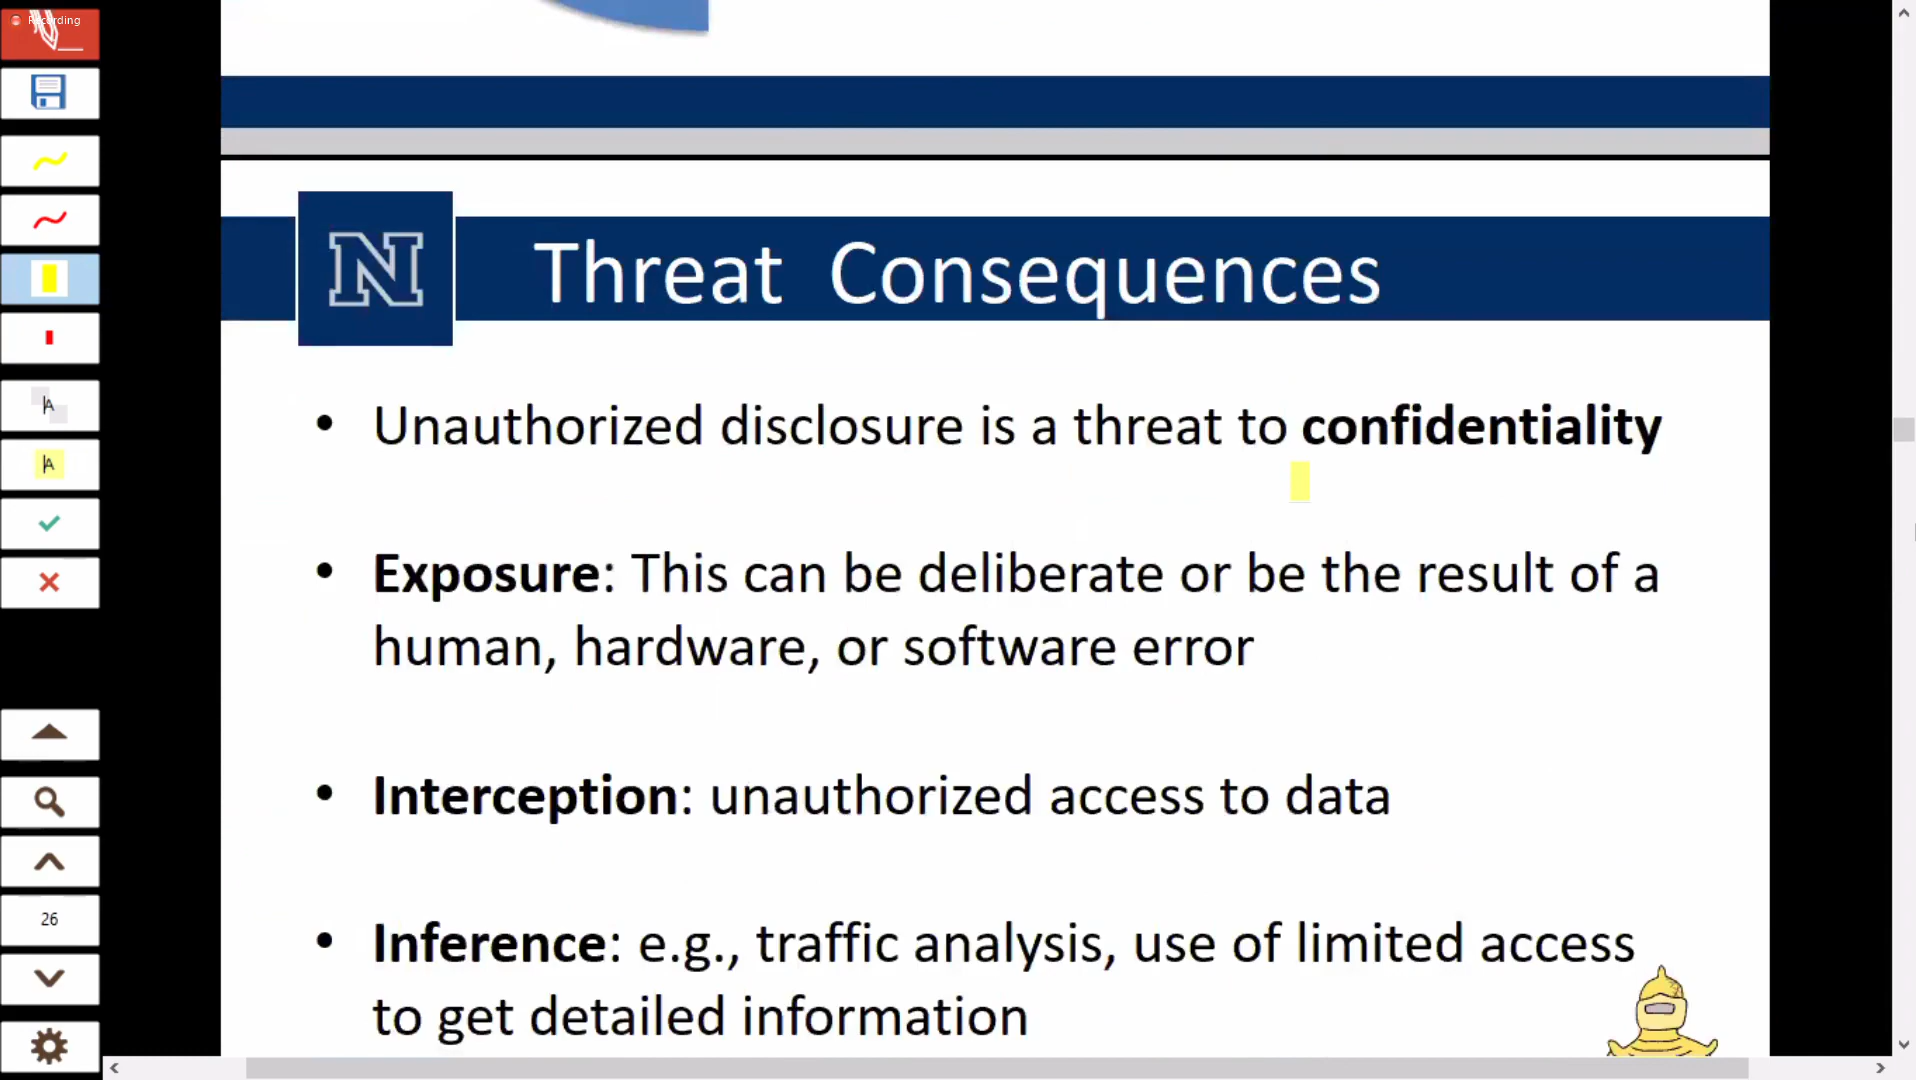 Recording
N Threat Consequences
• Unauthorized disclosure is a threat to confidentiality
• Exposure: This can be deliberate or be the result of a
human, hardware, or software error
• Interception: unauthorized access to data
• Inference: e.g., traffic analysis, use of limited access
to get detailed information
A
A
26